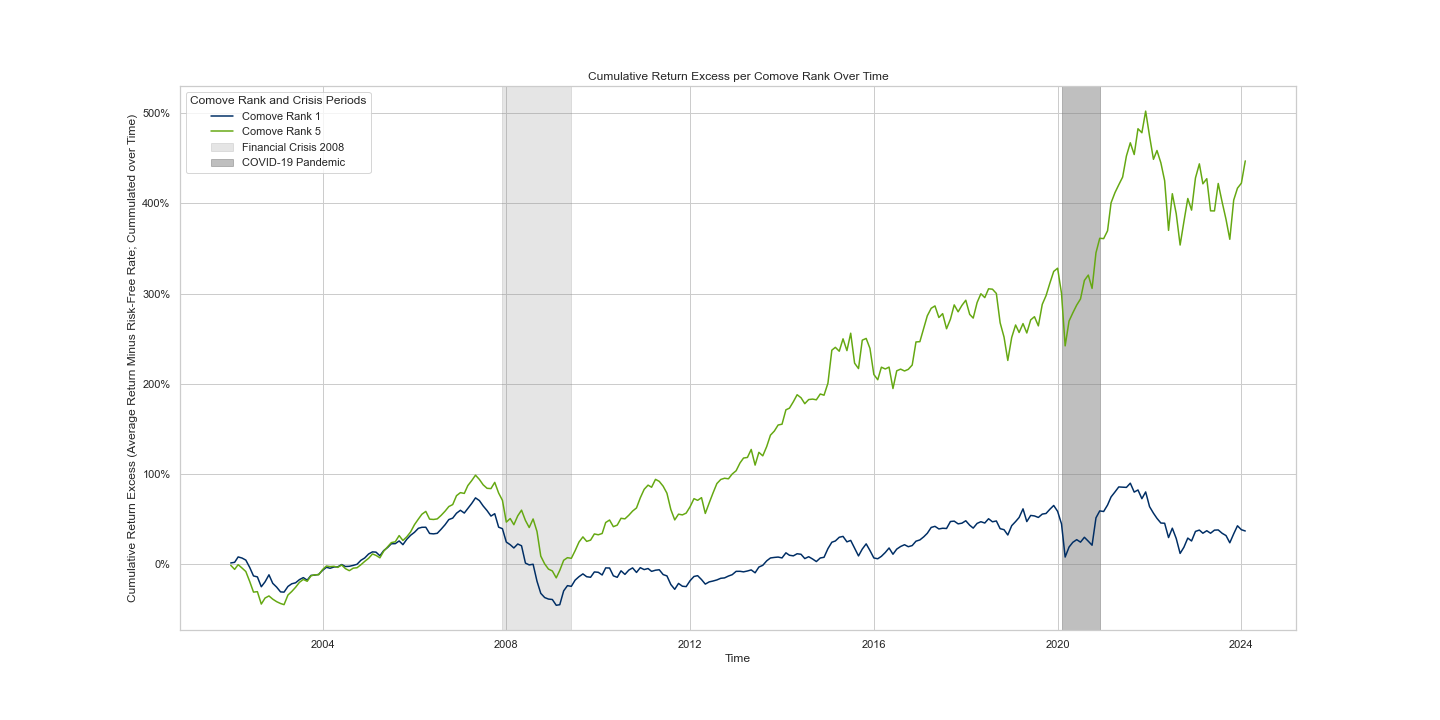 Cumulative Return Excess per Comove Rank Over Time
Cumulative Return Excess (Average Return Minus Risk-Free Rate; Cummulated over Time)
500%
400%
300%
200%
100%
0%
Comove Rank and Crisis Periods
Comove Rank 1
Comove Rank 5
Financial Crisis 2008
COVID-19 Pandemic
2004
2008
2012
2016
2020
2024
Time